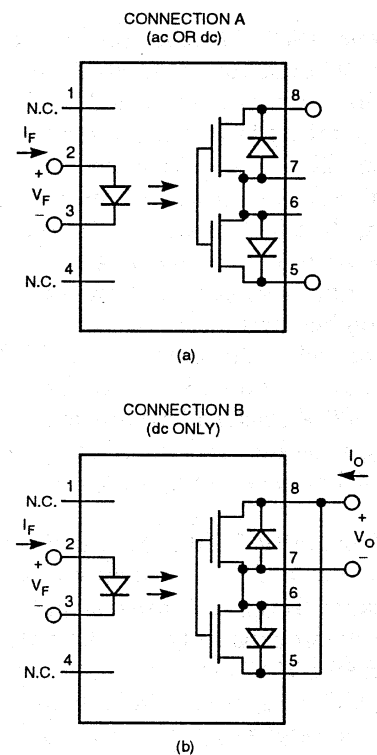 CONNECTION A
(ac OR dc)
1
N.C.
8
I_F
2
+
7
V_F
6
−
3
4
N.C.
5
(a)
CONNECTION B
(dc ONLY)
1
N.C.
8
I_O
I_F
2
+
+
V_O
7
−
V_F
6
−
3
4
N.C.
5
(b)